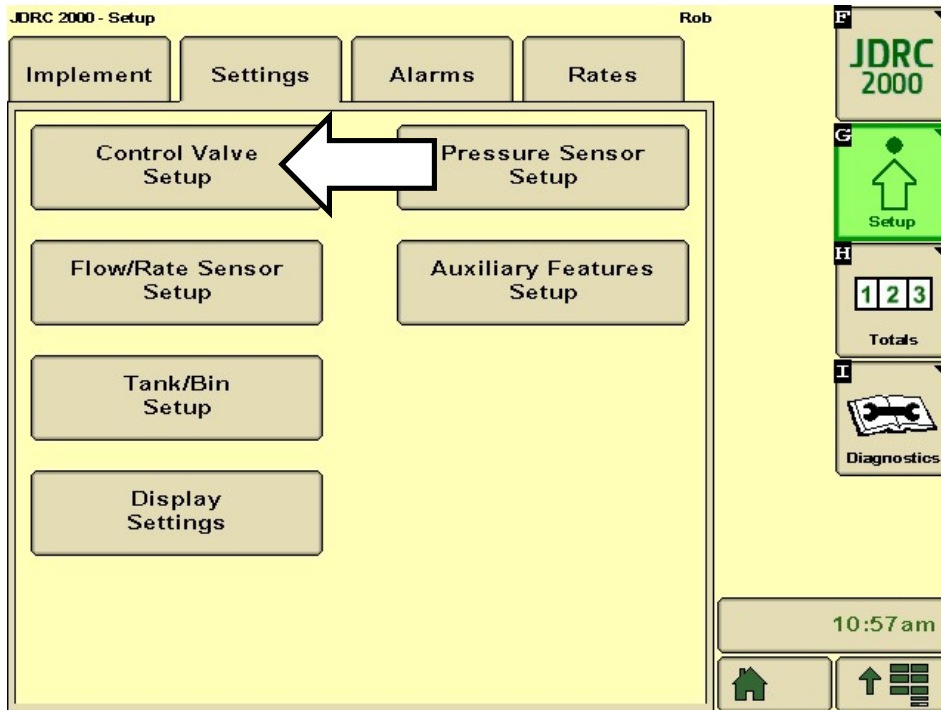 JDRC 2000 - Setup
Rob
Implement
Settings
Alarms
Rates
Control Valve
Setup
Pressure Sensor
Setup
Flow/Rate Sensor
Setup
Auxiliary Features
Setup
Tank/Bin
Setup
Display
Settings
F
JDRC
2000
G
Setup
H
1 2 3
Totals
I
Diagnostics
10:57am